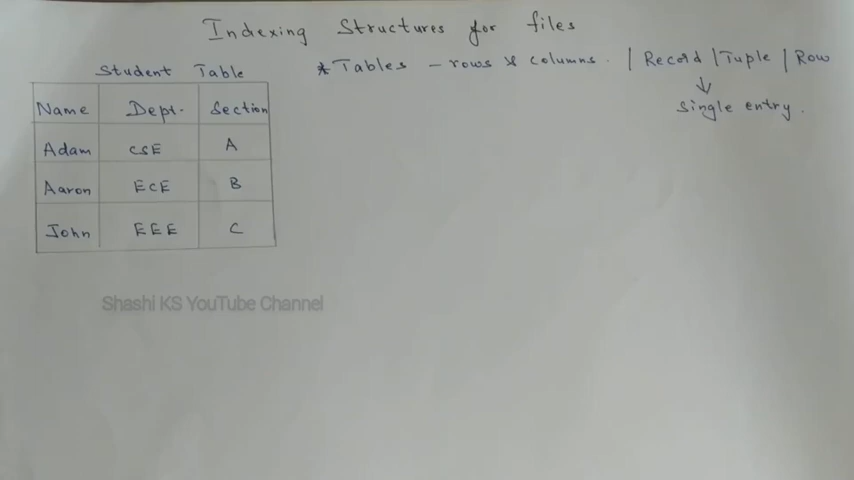 Indexing Structures for files
Student Table
* Tables - rows & columns. | Record | Tuple | Row
↓
single entry.
Name Dept. Section
Adam CSE A
Aaron ECE B
John EEE C
Shashi KS YouTube Channel